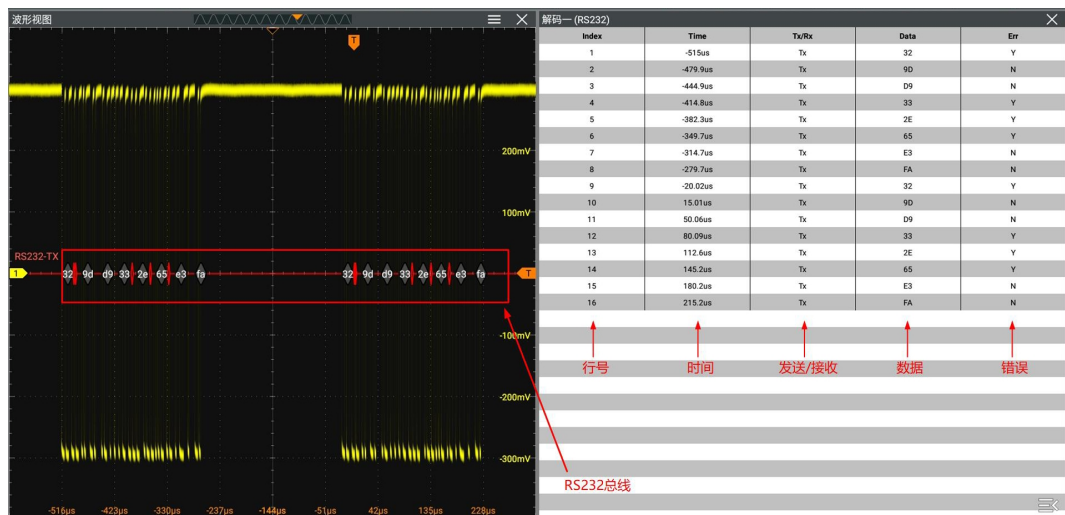 波形视图
T
200mV
100mV
RS232-TX
1
32 9d d9 33 2e 65 e3 fa 32 9d d9 33 2e 65 e3 fa
T
-100mV
-200mV
-300mV
RS232总线
-516μs -423μs -330μs -237μs -144μs -51μs 42μs 135μs 228μs
解码一 (RS232)
Index Time Tx/Rx Data Err
1 -515us Tx 32 Y
2 -479.9us Tx 9D N
3 -444.9us Tx D9 N
4 -414.8us Tx 33 Y
5 -382.3us Tx 2E Y
6 -349.7us Tx 65 Y
7 -314.7us Tx E3 N
8 -279.7us Tx FA N
9 -20.02us Tx 32 Y
10 15.01us Tx 9D N
11 50.06us Tx D9 N
12 80.09us Tx 33 Y
13 112.6us Tx 2E Y
14 145.2us Tx 65 Y
15 180.2us Tx E3 N
16 215.2us Tx FA N
行号 时间 发送/接收 数据 错误